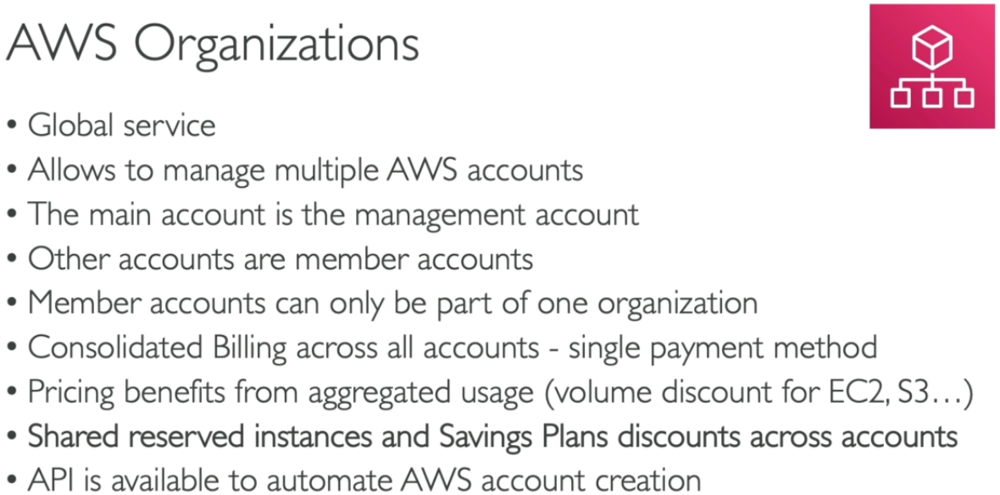 AWS Organizations
• Global service
• Allows to manage multiple AWS accounts
• The main account is the management account
• Other accounts are member accounts
• Member accounts can only be part of one organization
• Consolidated Billing across all accounts - single payment method
• Pricing benefits from aggregated usage (volume discount for EC2, S3…)
• Shared reserved instances and Savings Plans discounts across accounts
• API is available to automate AWS account creation